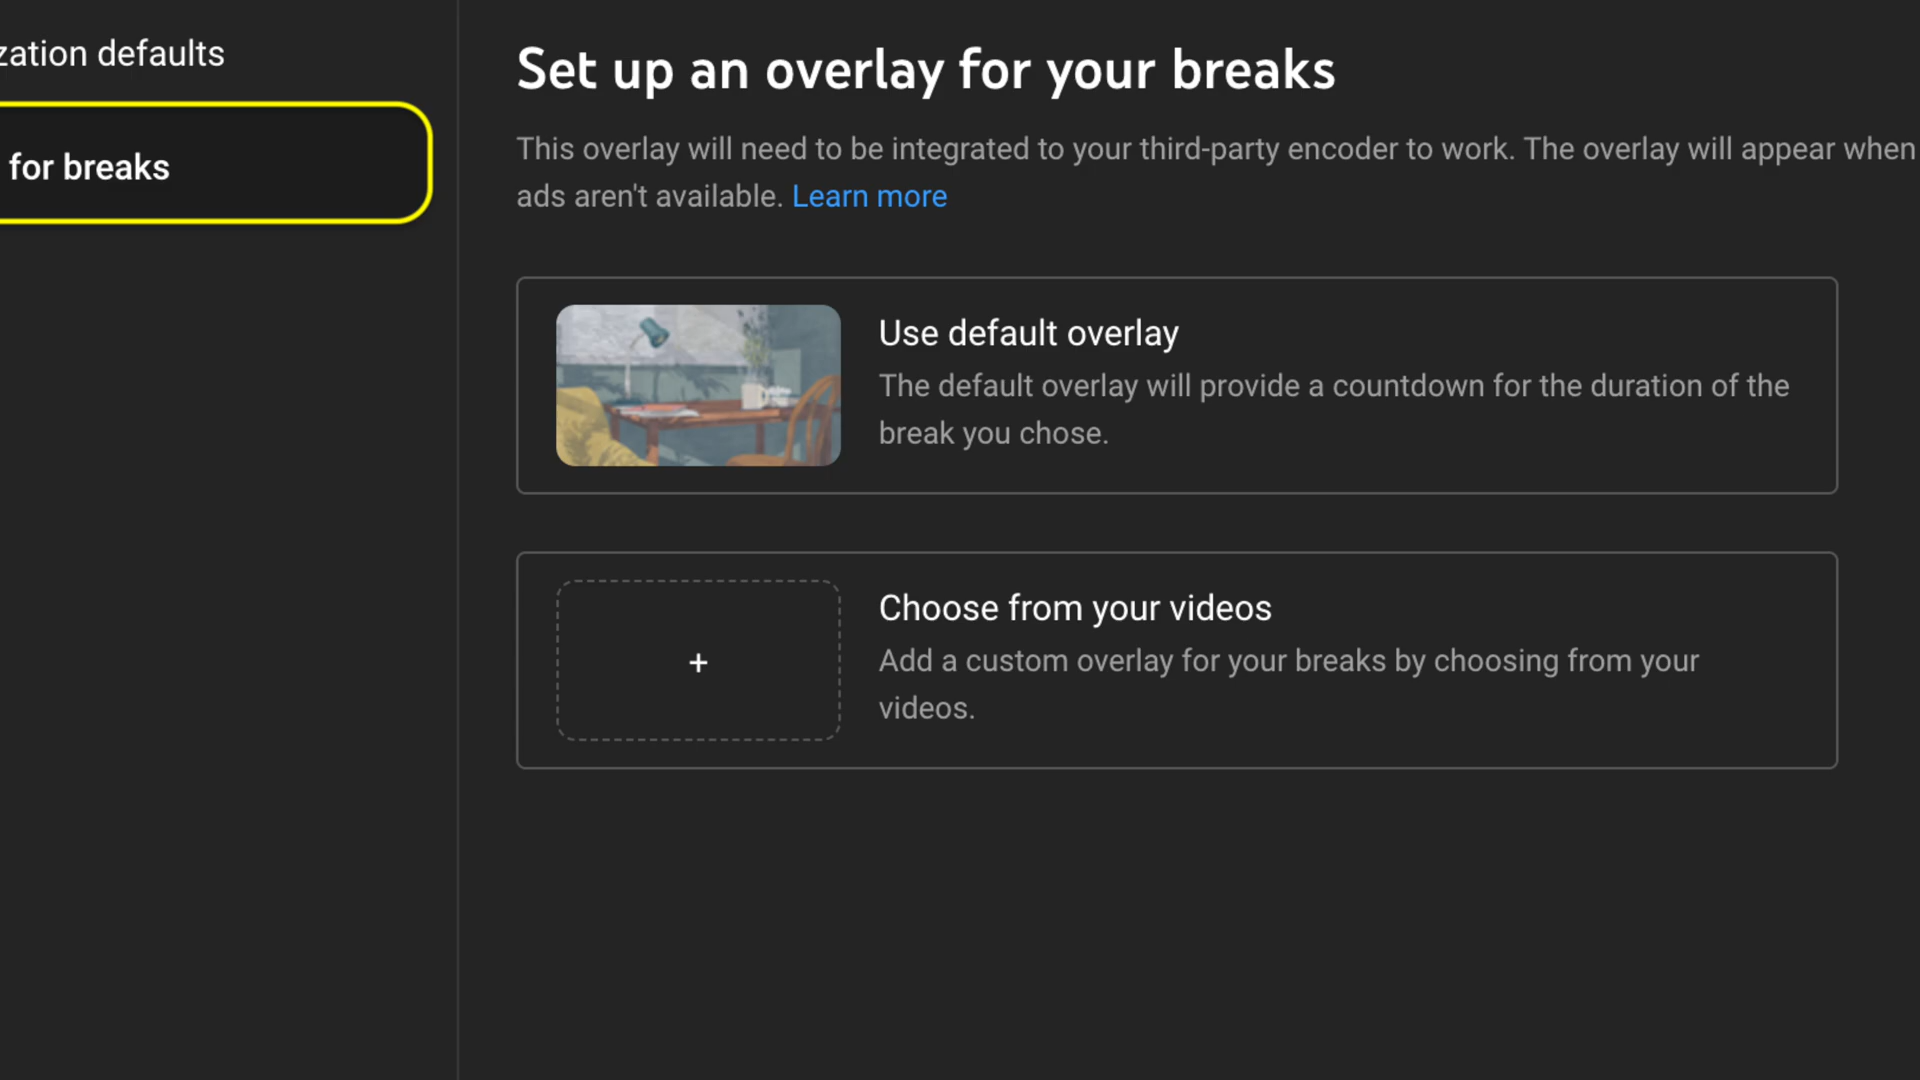 zation defaults
for breaks
Set up an overlay for your breaks
This overlay will need to be integrated to your third-party encoder to work. The overlay will appear when
ads aren't available. Learn more
Use default overlay
The default overlay will provide a countdown for the duration of the
break you chose.
+
Choose from your videos
Add a custom overlay for your breaks by choosing from your
videos.